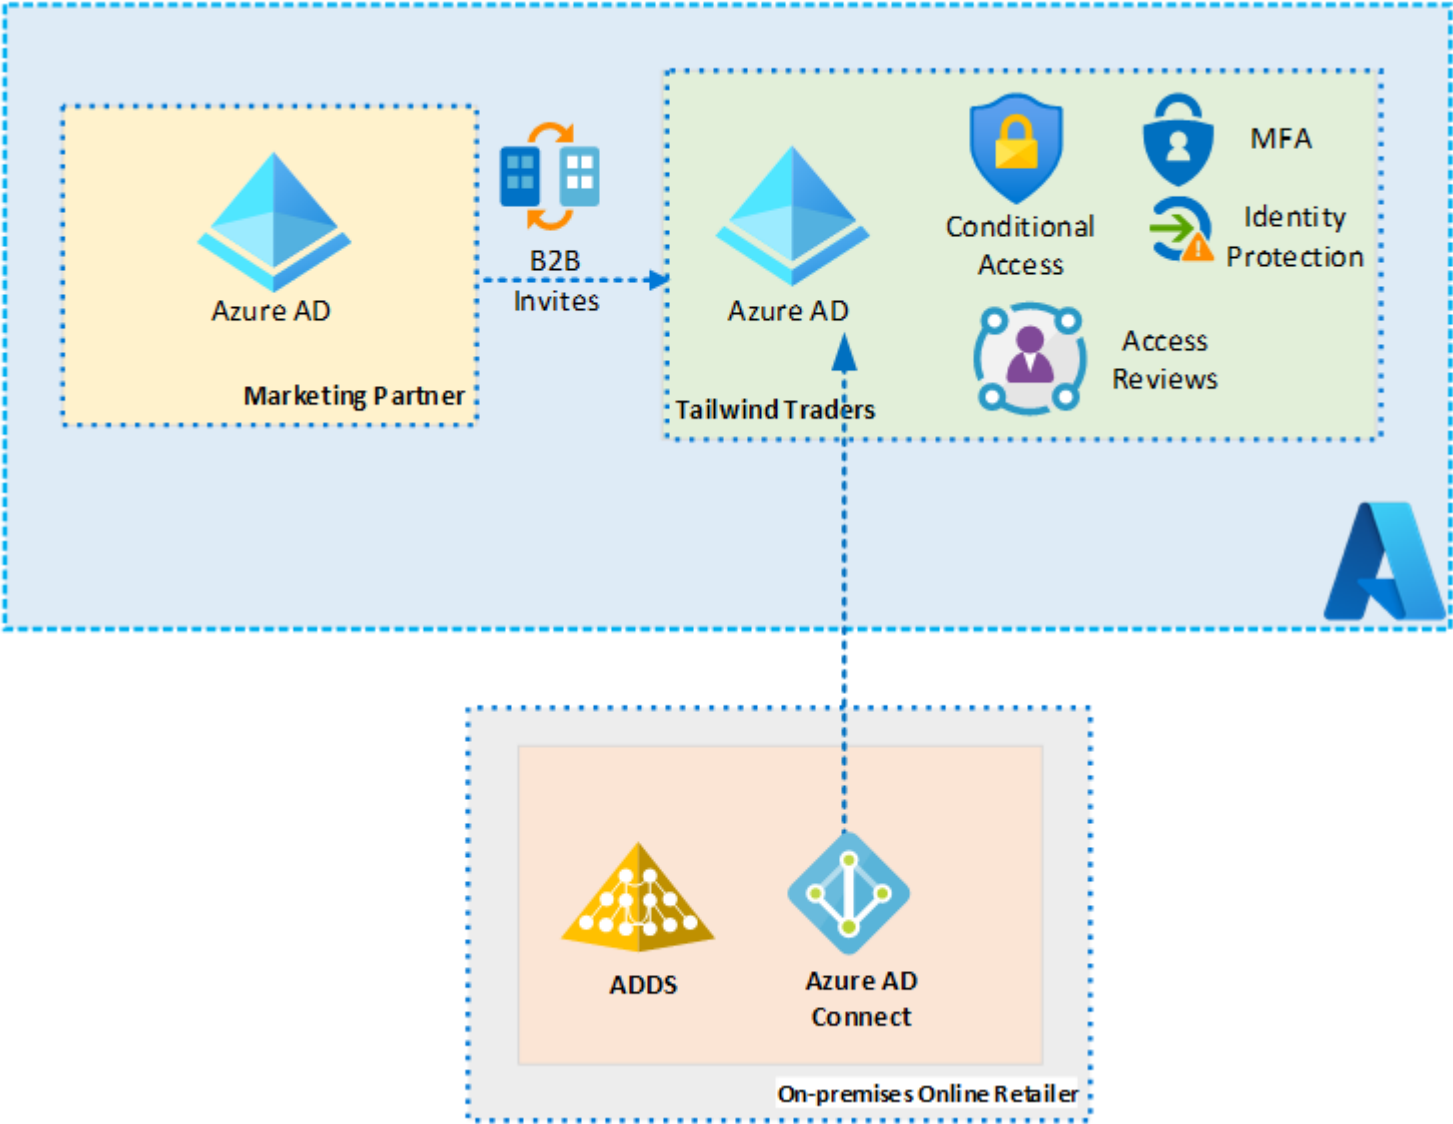 MFA
Conditional
Access
Identity
Protection
B2B
Invites
Azure AD
Azure AD
Access
Reviews
Marketing Partner
Tailwind Traders
ADDS
Azure AD
Connect
On-premises Online Retailer